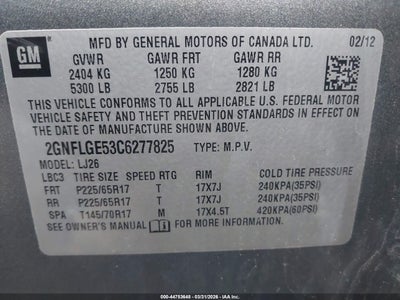 GM
MFD BY GENERAL MOTORS OF CANADA LTD. 02/12
GVWR GAWR FRT GAWR RR
2404 KG 1250 KG 1280 KG
5300 LB 2755 LB 2821 LB
THIS VEHICLE CONFORMS TO ALL APPLICABLE U.S. FEDERAL MOTOR
VEHICLE SAFETY AND THEFT PREVENTION STANDARDS IN EFFECT ON
THE DATE OF MANUFACTURE SHOWN ABOVE.
2GNFLGE53C6277825 TYPE: M.P.V.
MODEL: LJ26
LBC3 TIRE SIZE SPEED RTG RIM COLD TIRE PRESSURE
FRT P225/65R17 T 17X7J 240KPA(35PSI)
RR P225/65R17 T 17X7J 240KPA(35PSI)
SPA T145/70R17 M 17X4.5T 420KPA(60PSI)
SEE OWNER'S MANUAL FOR MORE INFORMATION.
000-44783648 - 03/31/2026 - IAA Chantilly